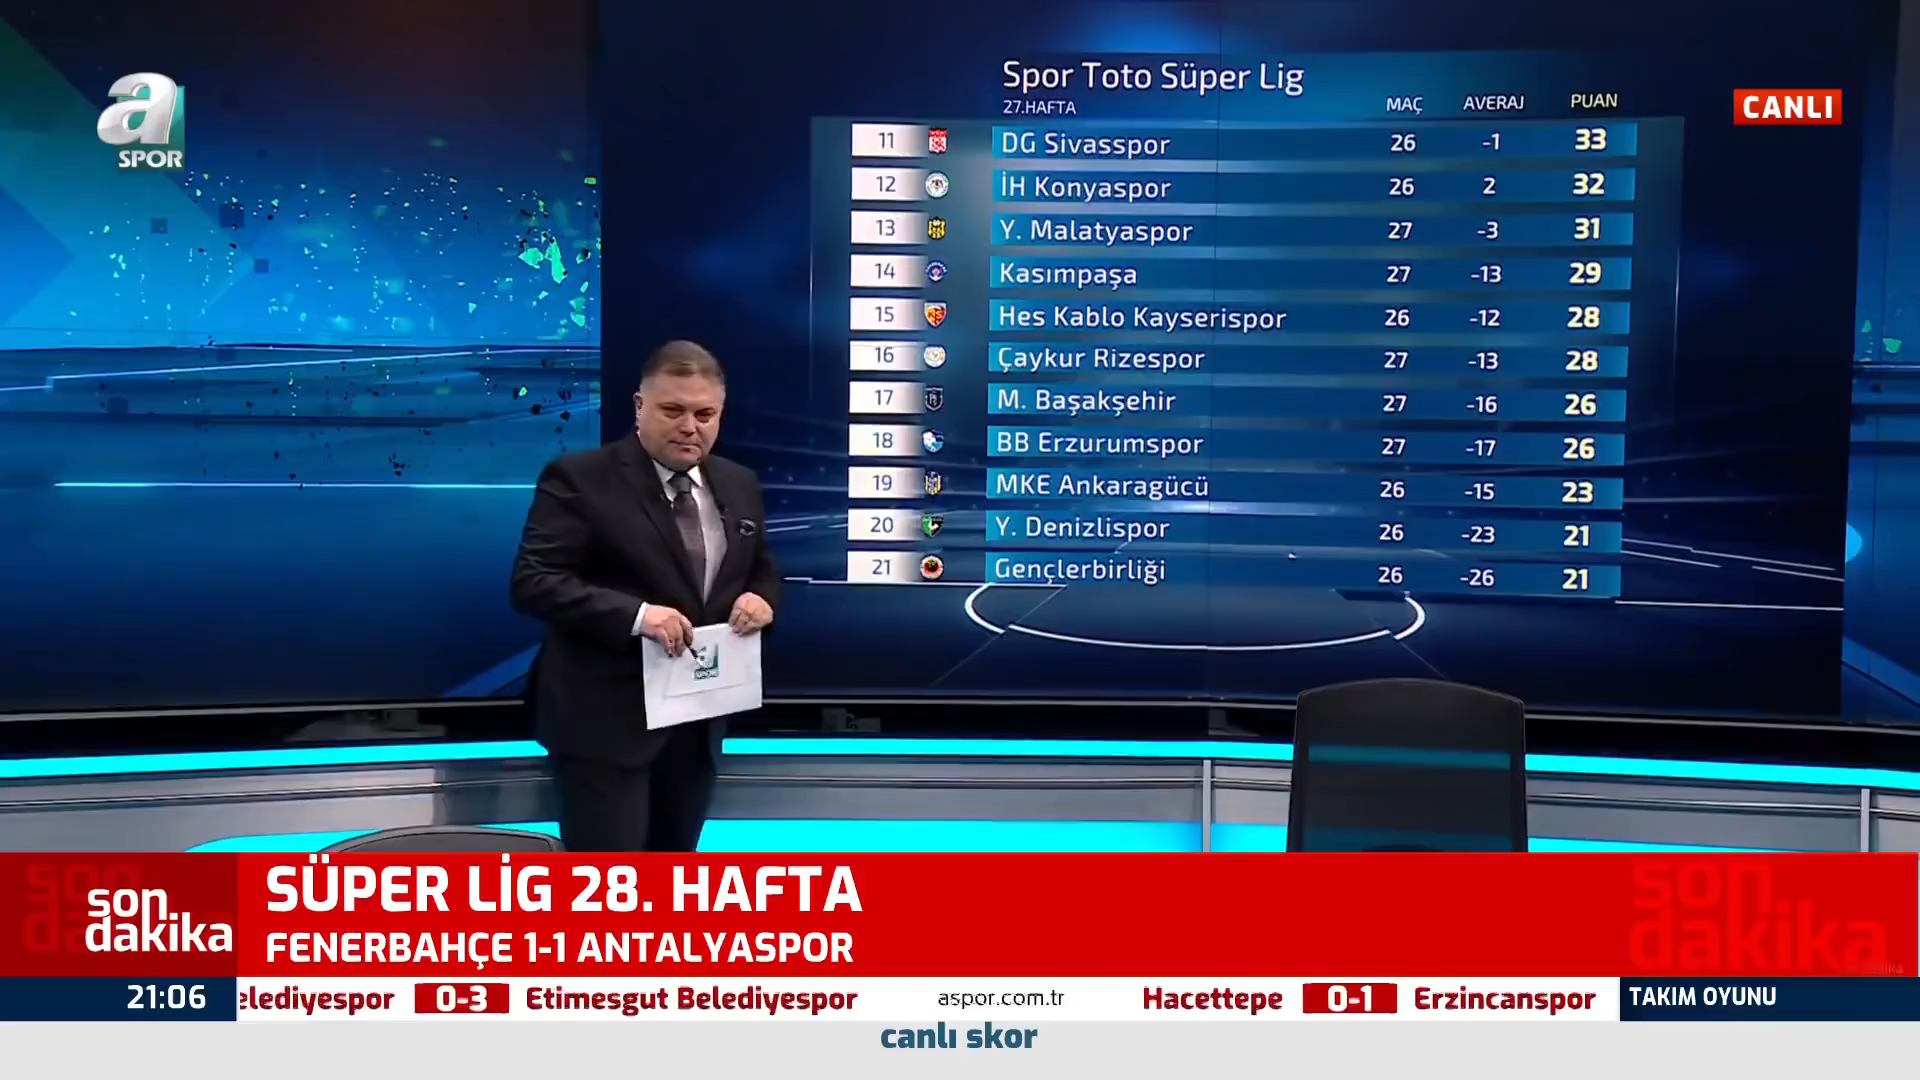 a
SPOR
CANLI
Spor Toto Süper Lig
27.HAFTA MAÇ AVERAJ PUAN
11 DG Sivasspor 26 -1 33
12 İH Konyaspor 26 2 32
13 Y. Malatyaspor 27 -3 31
14 Kasımpaşa 27 -13 29
15 Hes Kablo Kayserispor 26 -12 28
16 Çaykur Rizespor 27 -13 28
17 M. Başakşehir 27 -16 26
18 BB Erzurumspor 27 -17 26
19 MKE Ankaragücü 26 -15 23
20 Y. Denizlispor 26 -23 21
21 Gençlerbirliği 26 -26 21
a
SPOR
son
dakika
SÜPER LİG 28. HAFTA
FENERBAHÇE 1-1 ANTALYASPOR
son
dakika
21:06 elediyespor 0-3 Etimesgut Belediyespor aspor.com.tr Hacettepe 0-1 Erzincanspor TAKIM OYUNU
canlı skor